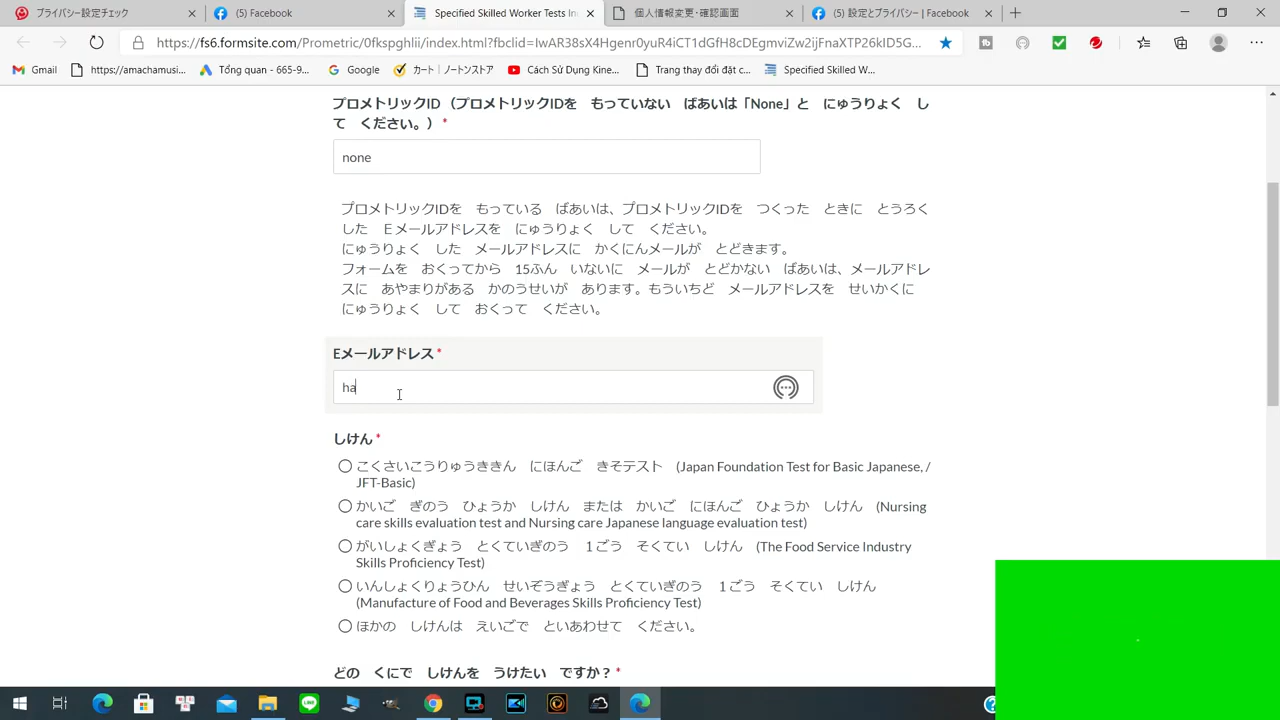 プライバシー設定チェック
(5) Facebook
Specified Skilled Worker Tests In
個人情報変更・確認画面
(5) 設定とプライバシー | Facebook
https://fs6.formsite.com/Prometric/0fkspghlii/index.html?fbclid=IwAR38sX4Hgenr0yuR4iCT1dGfH8cDEgmviZw2ijFnaXTP26kID5G...
Gmail
https://amachamusi...
Tổng quan - 665-9...
Google
カート | ノートンストア
Cách Sử Dụng Kine...
Trang thay đổi đặt c...
Specified Skilled W...
プロメトリックID（プロメトリックIDを　もっていない　ばあいは「None」と　にゅうりょく　し
て　ください。） *
none
プロメトリックIDを　もっている　ばあいは、プロメトリックIDを　つくった　ときに　とうろく
した　Ｅメールアドレスを　にゅうりょく　して　ください。
にゅうりょく　した　メールアドレスに　かくにんメールが　とどきます。
フォームを　おくってから　15ふん　いないに　メールが　とどかない　ばあいは、メールアドレ
スに　あやまりがある　かのうせいが　あります。もういちど　メールアドレスを　せいかくに
にゅうりょく　して　おくって　ください。
Eメールアドレス *
ha
しけん *
こくさいこうりゅうききん　にほんご　きそテスト　(Japan Foundation Test for Basic Japanese, /
JFT-Basic)
かいご　ぎのう　ひょうか　しけん　または　かいご　にほんご　ひょうか　しけん　(Nursing
care skills evaluation test and Nursing care Japanese language evaluation test)
がいしょくぎょう　とくていぎのう　１ごう　そくてい　しけん　(The Food Service Industry
Skills Proficiency Test)
いんしょくりょうひん　せいぞうぎょう　とくていぎのう　１ごう　そくてい　しけん
(Manufacture of Food and Beverages Skills Proficiency Test)
ほかの　しけんは　えいごで　といあわせて　ください。
どの　くにで　しけんを　うけたい　ですか？ *
LINE